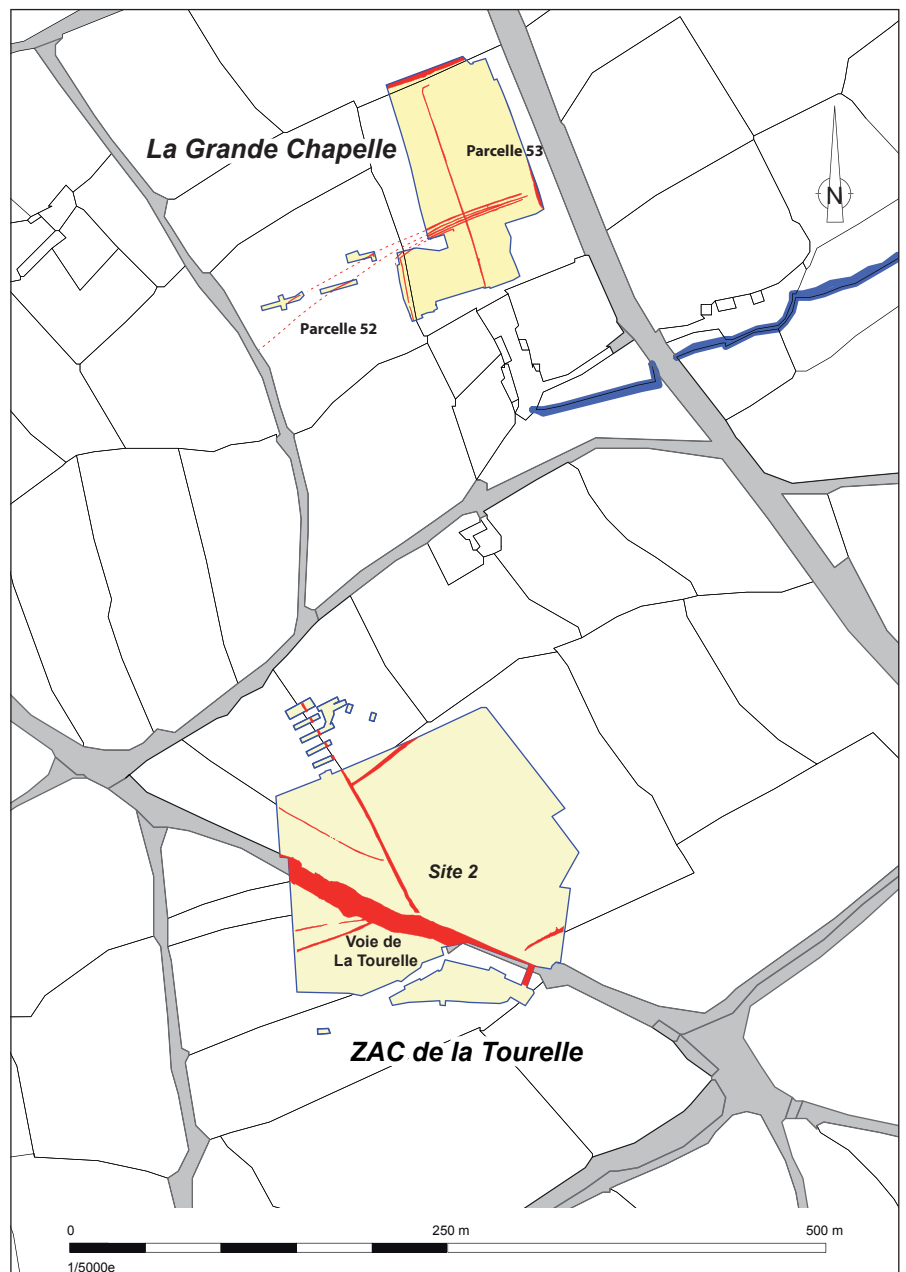 La Grande Chapelle
Parcelle 53
N
Parcelle 52
Site 2
Voie de
La Tourelle
ZAC de la Tourelle
0
250 m
500 m
1/5000e